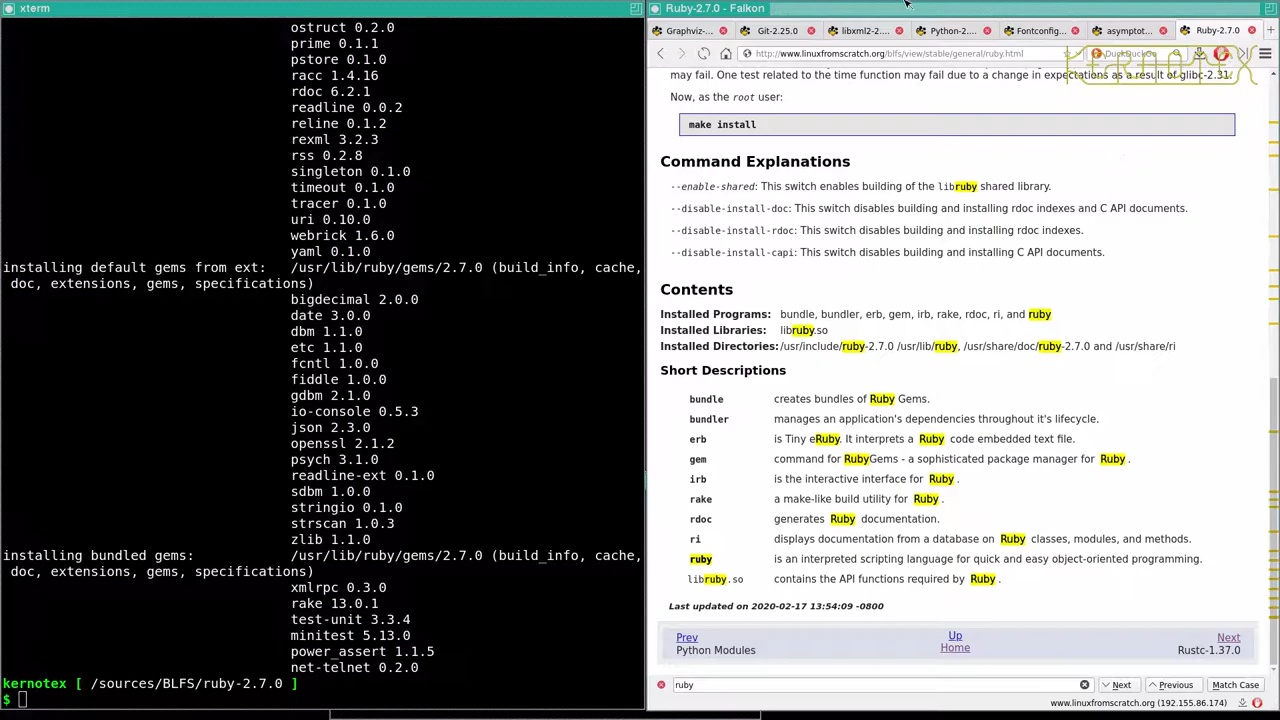 xterm
ostruct 0.2.0
prime 0.1.1
pstore 0.1.0
racc 1.4.16
rdoc 6.2.1
readline 0.0.2
reline 0.1.2
rexml 3.2.3
rss 0.2.8
singleton 0.1.0
timeout 0.1.0
tracer 0.1.0
uri 0.10.0
webrick 1.6.0
yaml 0.1.0
installing default gems from ext:   /usr/lib/ruby/gems/2.7.0 (build_info, cache,
doc, extensions, gems, specifications)
bigdecimal 2.0.0
date 3.0.0
dbm 1.1.0
etc 1.1.0
fcntl 1.0.0
fiddle 1.0.0
gdbm 2.1.0
io-console 0.5.3
json 2.3.0
openssl 2.1.2
psych 3.1.0
readline-ext 0.1.0
sdbm 1.0.0
stringio 0.1.0
strscan 1.0.3
zlib 1.1.0
installing bundled gems:            /usr/lib/ruby/gems/2.7.0 (build_info, cache,
doc, extensions, gems, specifications)
xmlrpc 0.3.0
rake 13.0.1
test-unit 3.3.4
minitest 5.13.0
power_assert 1.1.5
net-telnet 0.2.0
kernotex [ /sources/BLFS/ruby-2.7.0 ]
$
Ruby-2.7.0 - Falkon
Graphviz-... Git-2.25.0 libxml2-2.... Python-2.... Fontconfig... asymptot... Ruby-2.7.0
http://www.linuxfromscratch.org/blfs/view/stable/general/ruby.html DuckDuckGo
may fail. One test related to the time function may fail due to a change in expectations as a result of glibc-2.31.
Now, as the root user:
make install
Command Explanations
--enable-shared: This switch enables building of the libruby shared library.
--disable-install-doc: This switch disables building and installing rdoc indexes and C API documents.
--disable-install-rdoc: This switch disables building and installing rdoc indexes.
--disable-install-capi: This switch disables building and installing C API documents.
Contents
Installed Programs: bundle, bundler, erb, gem, irb, rake, rdoc, ri, and ruby
Installed Libraries: libruby.so
Installed Directories: /usr/include/ruby-2.7.0 /usr/lib/ruby, /usr/share/doc/ruby-2.7.0 and /usr/share/ri
Short Descriptions
bundle creates bundles of Ruby Gems.
bundler manages an application's dependencies throughout it's lifecycle.
erb is Tiny eRuby. It interprets a Ruby code embedded text file.
gem command for RubyGems - a sophisticated package manager for Ruby.
irb is the interactive interface for Ruby.
rake a make-like build utility for Ruby.
rdoc generates Ruby documentation.
ri displays documentation from a database on Ruby classes, modules, and methods.
ruby is an interpreted scripting language for quick and easy object-oriented programming.
libruby.so contains the API functions required by Ruby.
Last updated on 2020-02-17 13:54:09 -0800
Prev Up Next
Python Modules Home Rustc-1.37.0
ruby Next Previous Match Case
www.linuxfromscratch.org (192.155.86.174)